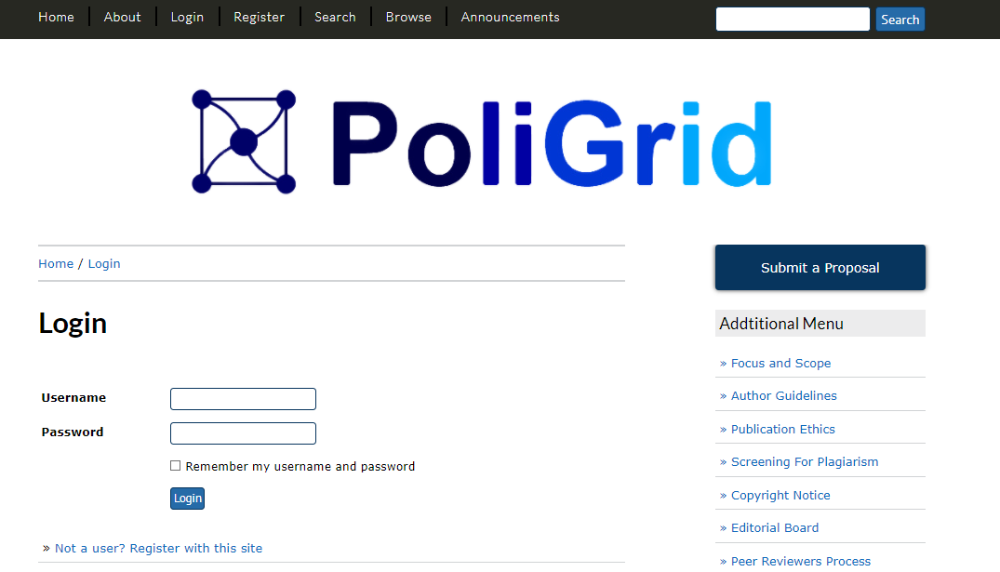 Home
About
Login
Register
Search
Browse
Announcements
Search
PoliGrid
Home / Login
Login
Username
Password
Remember my username and password
Login
» Not a user? Register with this site
Submit a Proposal
Addtitional Menu
» Focus and Scope
» Author Guidelines
» Publication Ethics
» Screening For Plagiarism
» Copyright Notice
» Editorial Board
» Peer Reviewers Process